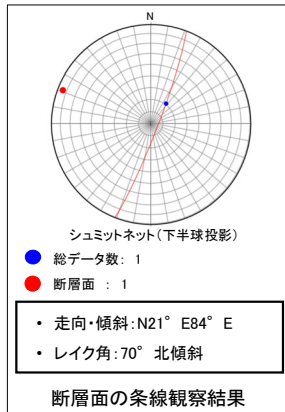 N
シュミットネット(下半球投影)
総データ数: 1
断層面 : 1
• 走向・傾斜:N21° E84° E
• レイク角:70° 北傾斜
断層面の条線観察結果